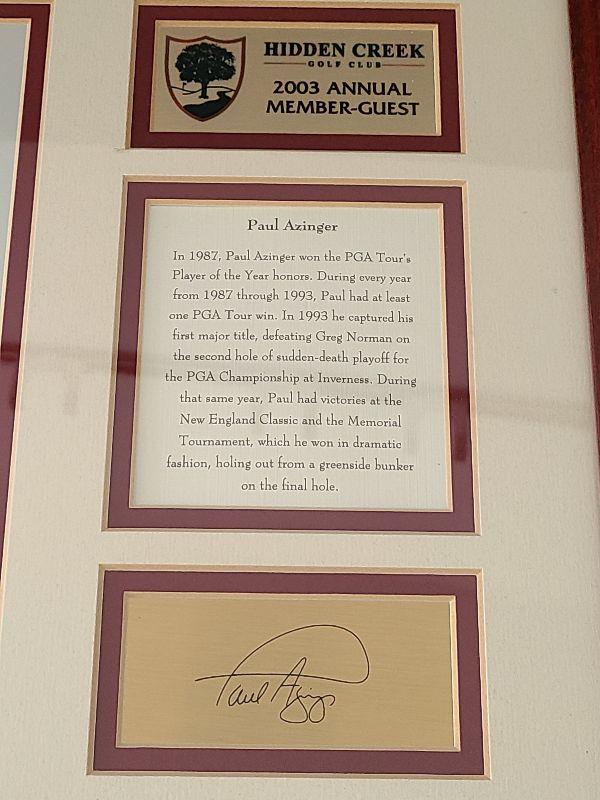 HIDDEN CREEK
GOLF CLUB
2003 ANNUAL
MEMBER-GUEST
Paul Azinger
In 1987, Paul Azinger won the PGA Tour's
Player of the Year honors. During every year
from 1987 through 1993, Paul had at least
one PGA Tour win. In 1993 he captured his
first major title, defeating Greg Norman on
the second hole of sudden-death playoff for
the PGA Championship at Inverness. During
that same year, Paul had victories at the
New England Classic and the Memorial
Tournament, which he won in dramatic
fashion, holing out from a greenside bunker
on the final hole.
Paul Azinger